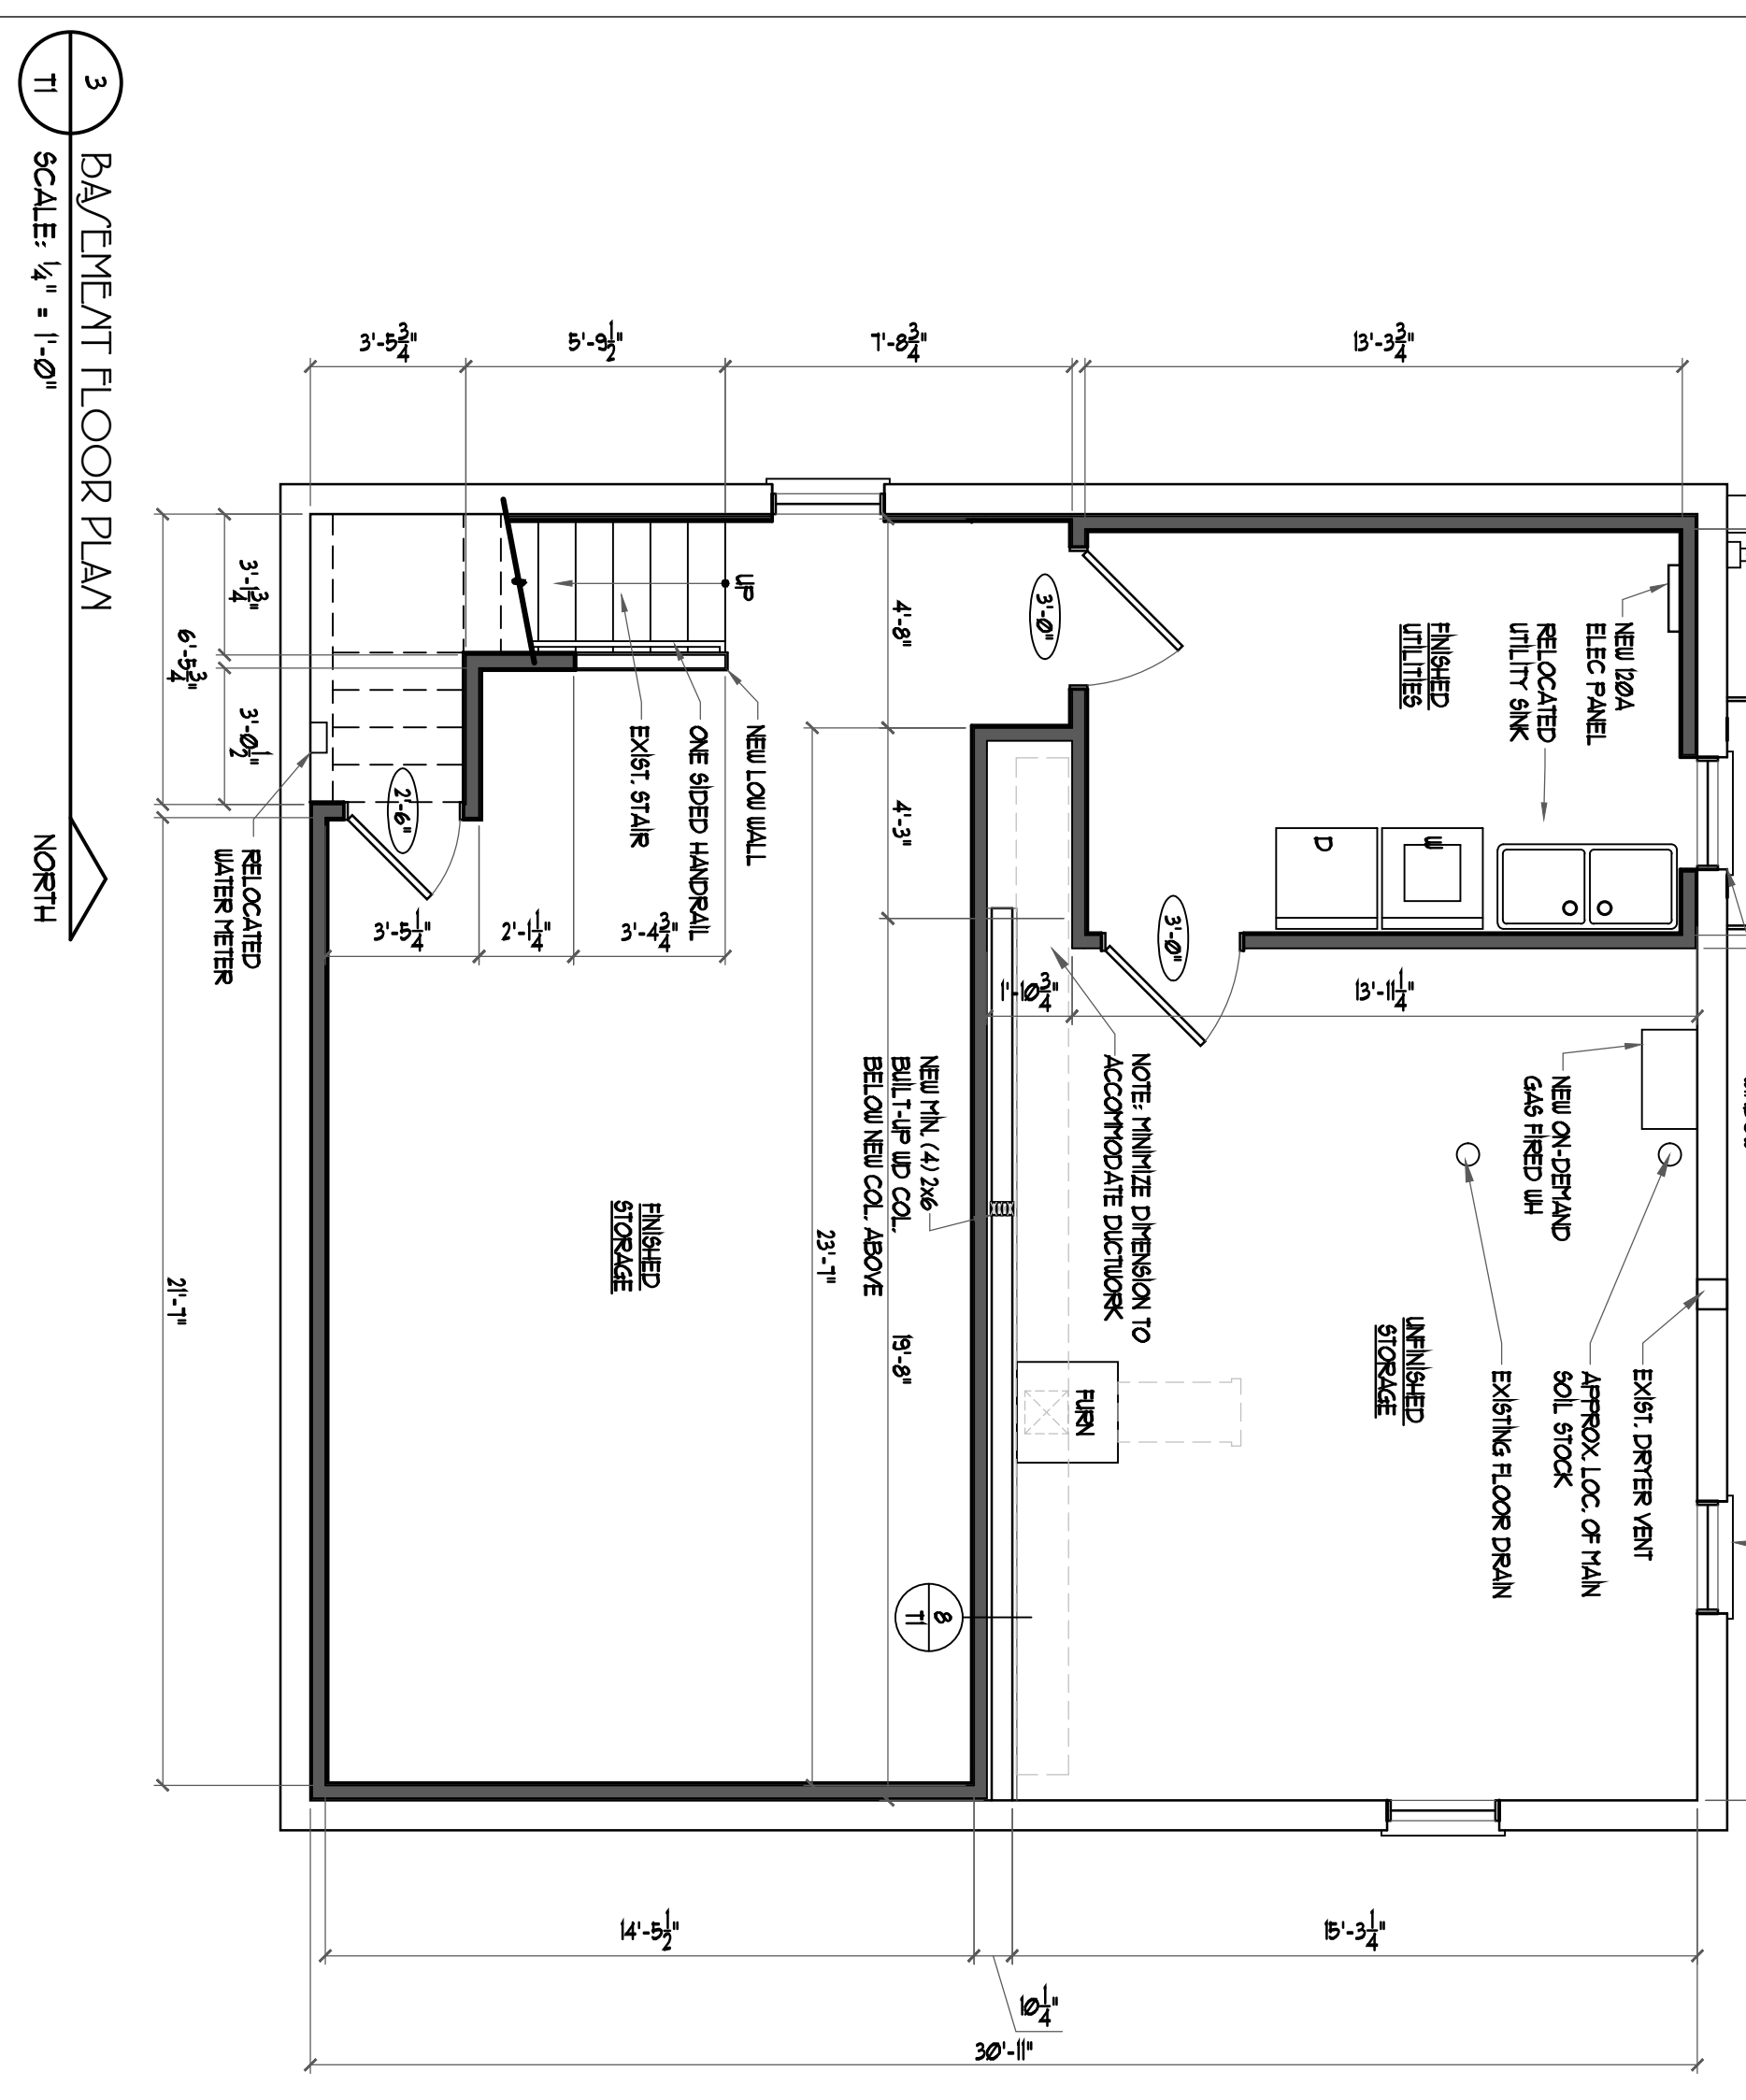 3
T1
BASEMENT FLOOR PLAN
SCALE: 1/4" = 1'-0"
NORTH
3'-5 3/4"
5'-9 1/2"
7'-8 3/4"
13'-3 3/4"
NEW 120A
ELEC PANEL
RELOCATED
UTILITY SINK
FINISHED
UTILITIES
3'-0"
UP
4'-8"
3'-1 3/4"
6'-5 3/4"
3'-0 1/2"
2'-6"
4'-3"
W
D
3'-0"
NEW LOW WALL
ONE SIDED HANDRAIL
EXIST. STAIR
RELOCATED
WATER METER
3'-5 1/4"
2'-1 1/4"
3'-4 3/4"
1'-10 3/4"
13'-11 1/4"
NEW ON-DEMAND
GAS FIRED WH
NOTE: MINIMIZE DIMENSION TO
ACCOMMODATE DUCTWORK
NEW MIN. (4) 2x6
BUILT-UP WD COL.
BELOW NEW COL. ABOVE
23'-7"
19'-8"
21'-7"
FINISHED
STORAGE
UNFINISHED
STORAGE
FURN
EXIST. DRYER VENT
APPROX. LOC. OF MAIN
SOIL STOCK
EXISTING FLOOR DRAIN
8
T1
14'-5 1/2"
15'-3 1/4"
10 1/4"
30'-11"